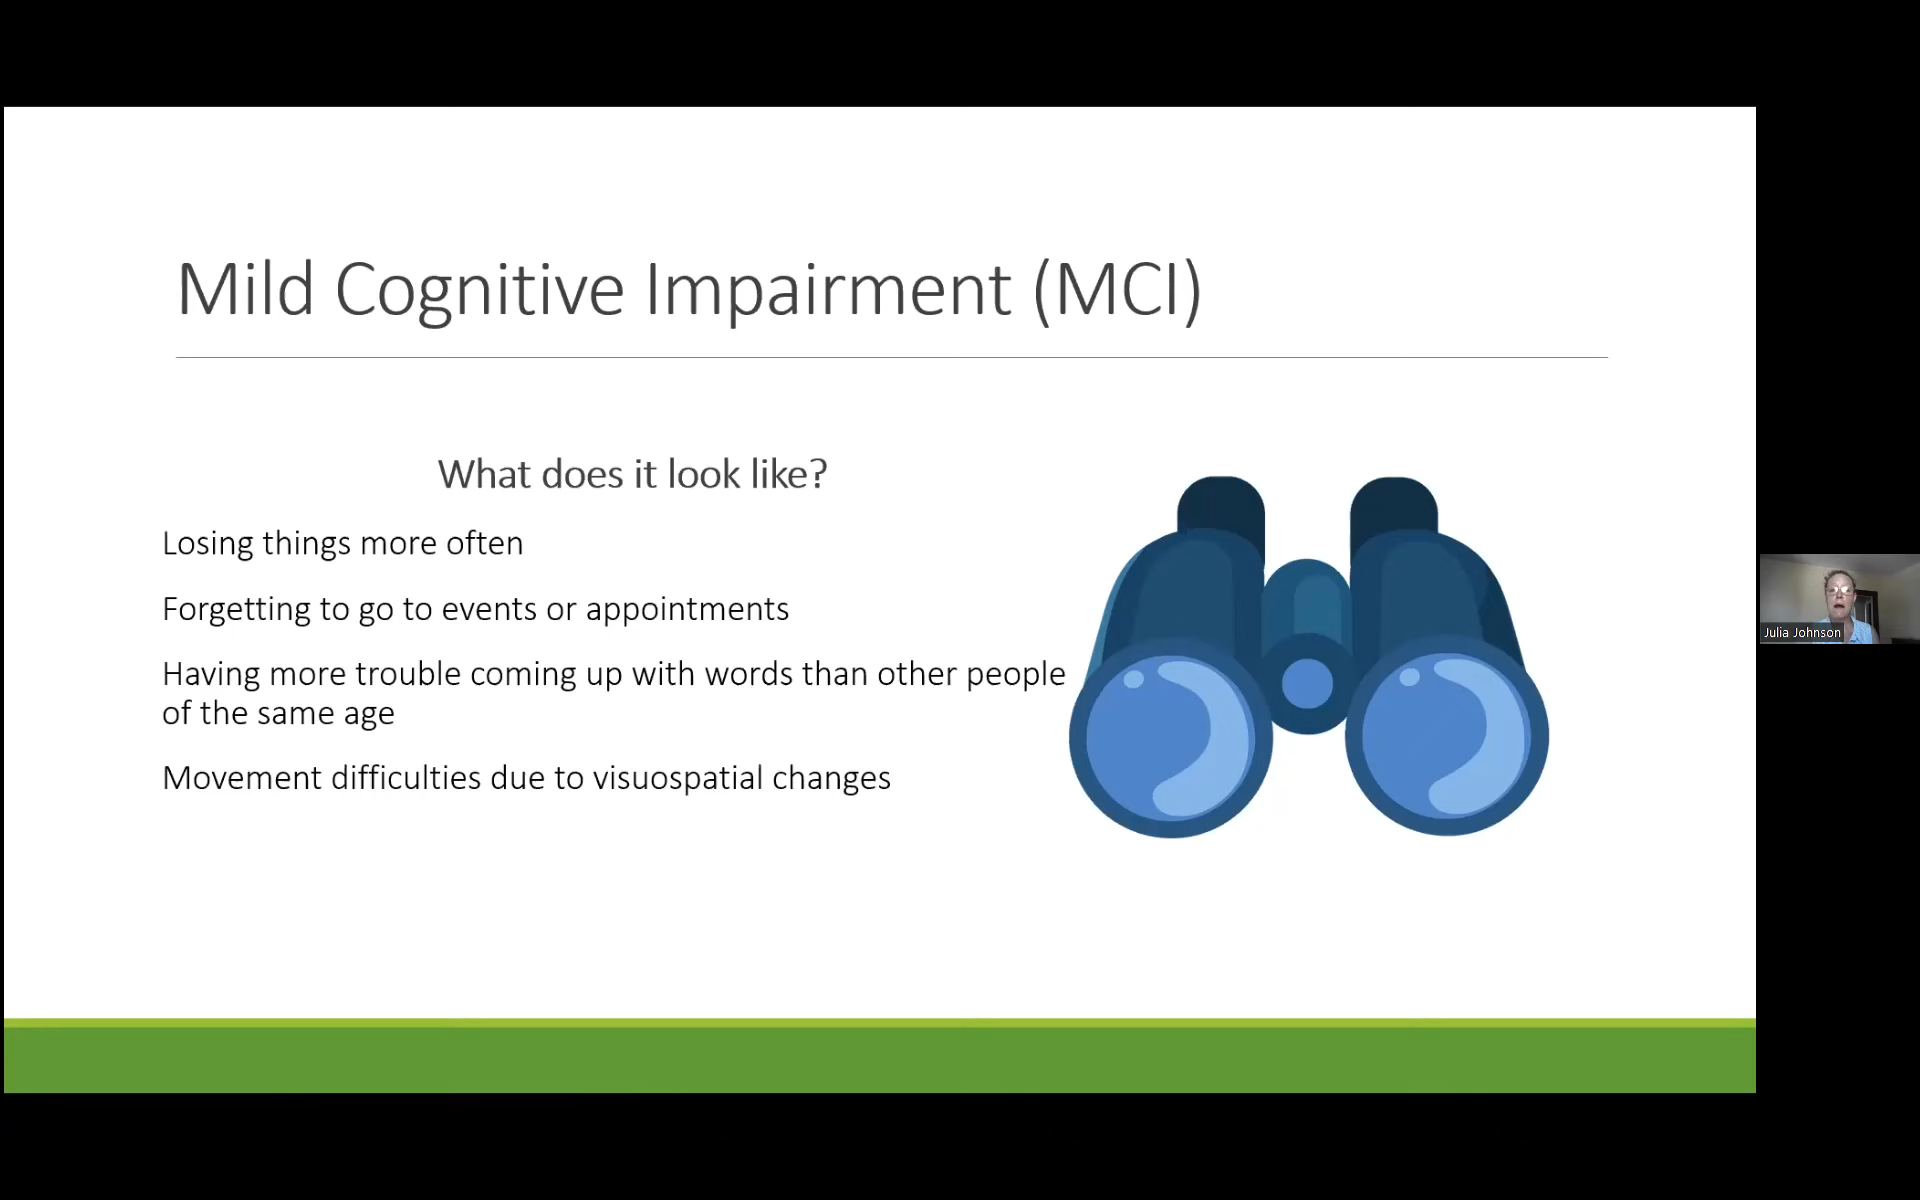 Mild Cognitive Impairment (MCI)
What does it look like?
Losing things more often
Forgetting to go to events or appointments
Having more trouble coming up with words than other people
of the same age
Movement difficulties due to visuospatial changes
Julia Johnson